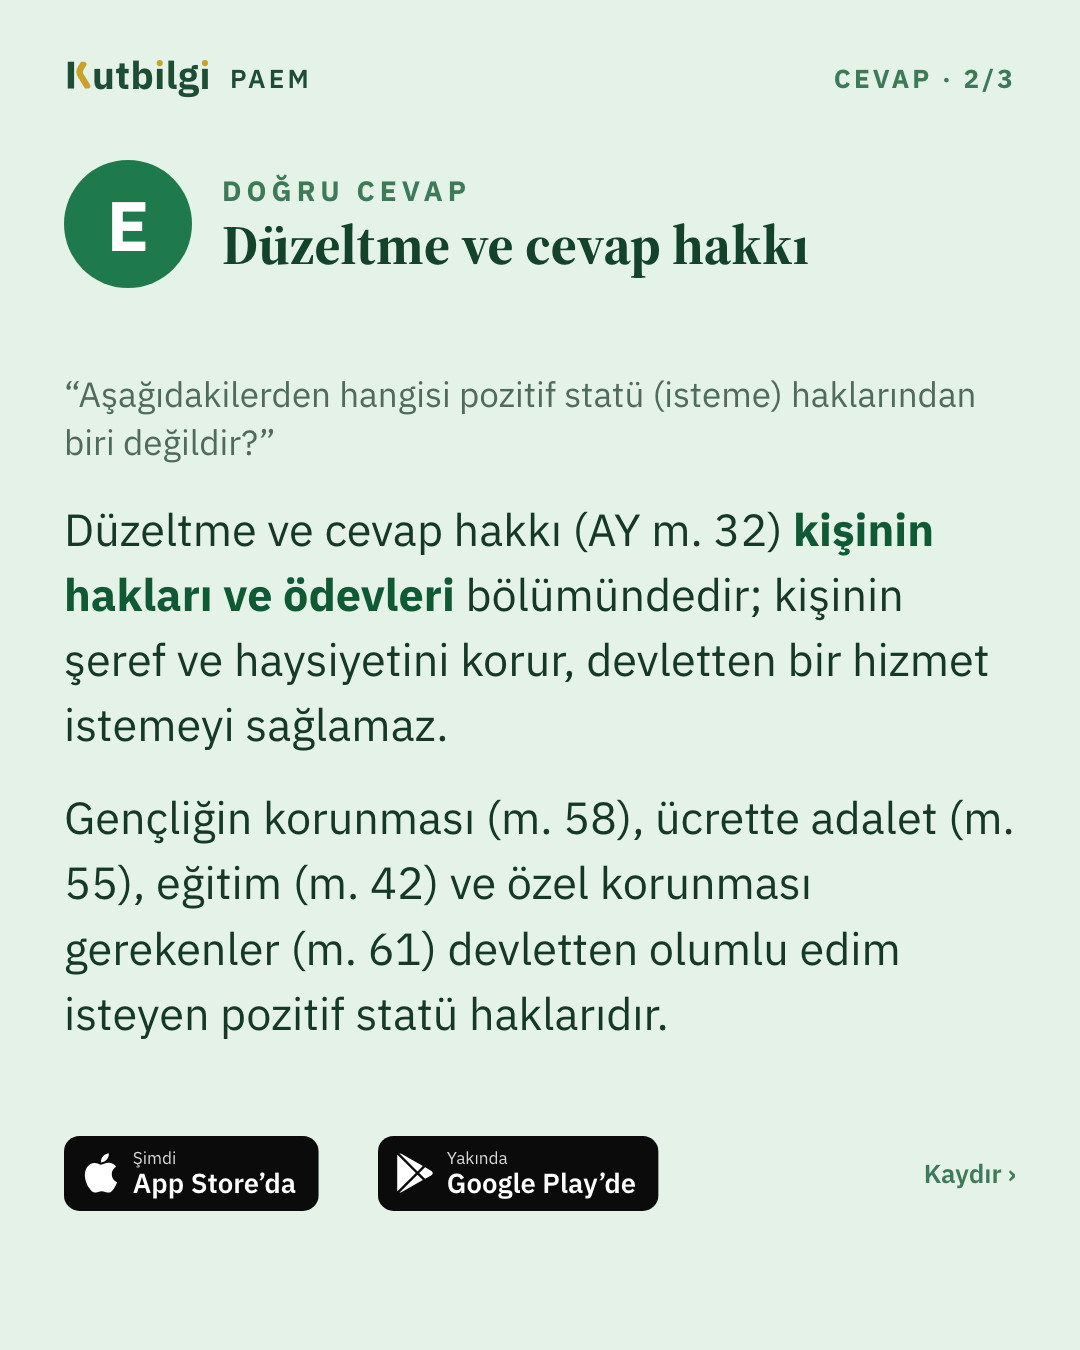 Kutbilgi PAEM
CEVAP · 2/3
E
DOĞRU CEVAP
Düzeltme ve cevap hakkı
“Aşağıdakilerden hangisi pozitif statü (isteme) haklarından
biri değildir?”
Düzeltme ve cevap hakkı (AY m. 32) kişinin
hakları ve ödevleri bölümündedir; kişinin
şeref ve haysiyetini korur, devletten bir hizmet
istemeyi sağlamaz.
Gençliğin korunması (m. 58), ücrette adalet (m.
55), eğitim (m. 42) ve özel korunması
gerekenler (m. 61) devletten olumlu edim
isteyen pozitif statü haklarıdır.
Şimdi
App Store’da
Yakında
Google Play’de
Kaydır ›